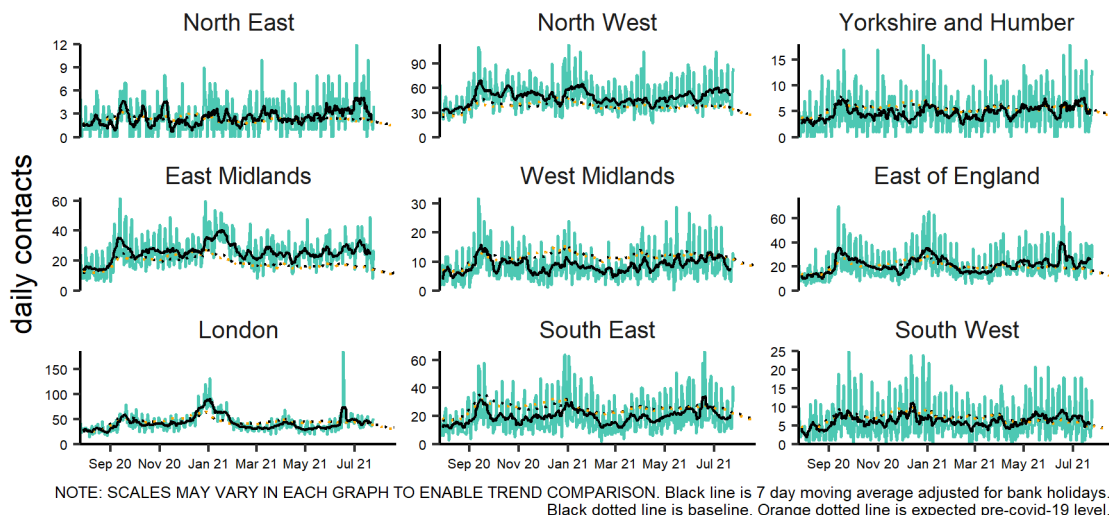 North East
North West
Yorkshire and Humber
12
9
6
3
0
90
60
30
0
15
10
5
0
daily contacts
East Midlands
West Midlands
East of England
60
40
20
0
30
20
10
0
60
40
20
0
London
South East
South West
150
100
50
0
60
40
20
0
25
20
15
10
5
0
Sep 20 Nov 20 Jan 21 Mar 21 May 21 Jul 21
Sep 20 Nov 20 Jan 21 Mar 21 May 21 Jul 21
Sep 20 Nov 20 Jan 21 Mar 21 May 21 Jul 21
NOTE: SCALES MAY VARY IN EACH GRAPH TO ENABLE TREND COMPARISON. Black line is 7 day moving average adjusted for bank holidays.
Black dotted line is baseline. Orange dotted line is expected pre-covid-19 level.